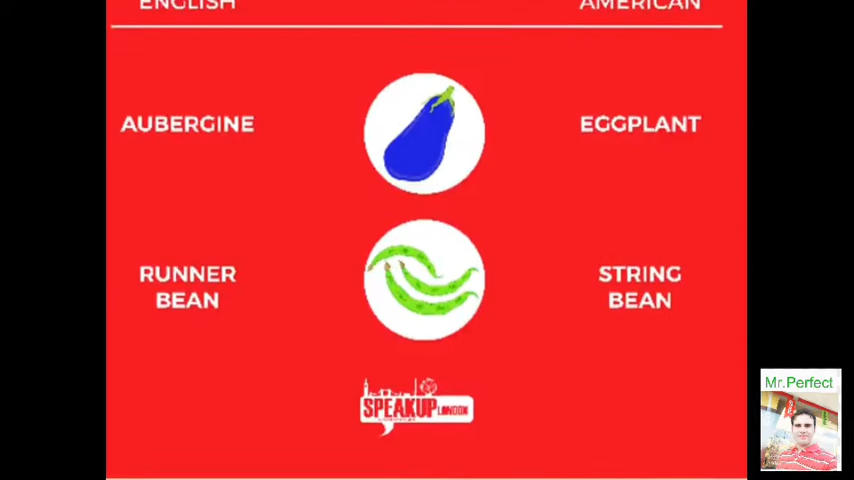 ENGLISH
AMERICAN
AUBERGINE
EGGPLANT
RUNNER
BEAN
STRING
BEAN
SPEAKUP LONDON
Mr.Perfect